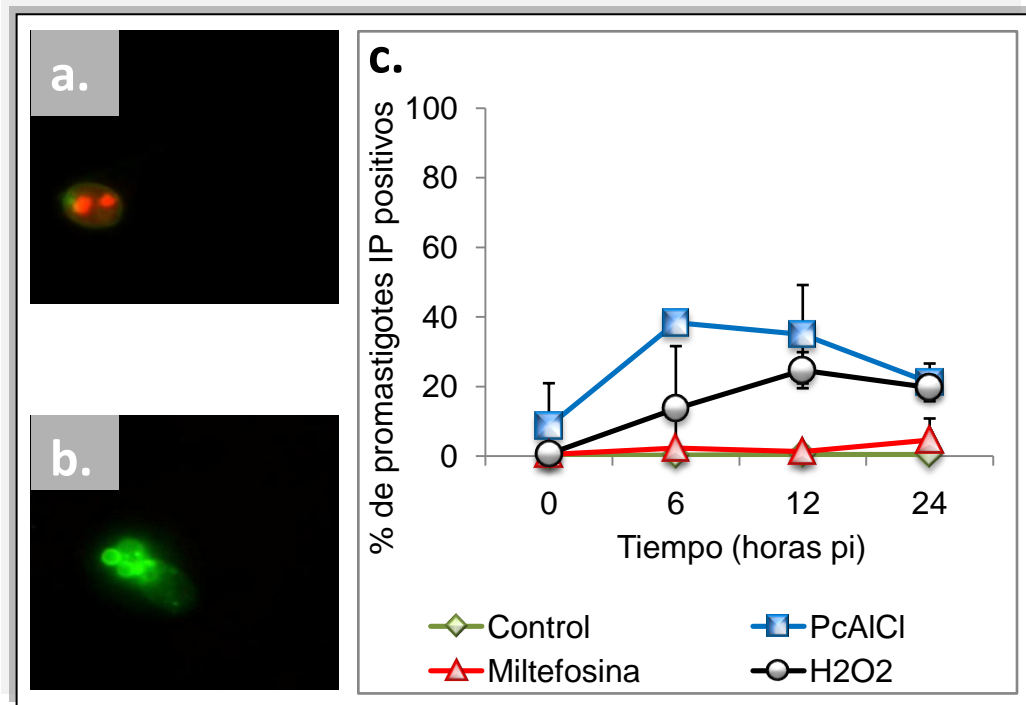 a.
b.
c.
% de promastigotes IP positivos
100
80
60
40
20
0
0 6 12 24
Tiempo (horas pi)
Control PcAlCl
Miltefosina H2O2